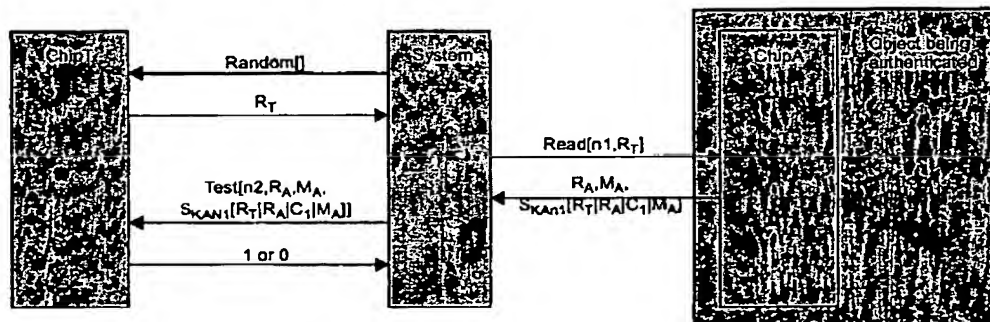 ChipT
System
ChipA
Object being
authenticated
Random[]
R_T
Read[n1,R_T]
R_A,M_A,
S_KAn1[R_T|R_A|C_1|M_A]
Test[n2,R_A,M_A,
S_KAN1[R_T|R_A|C_1|M_A]]
1 or 0